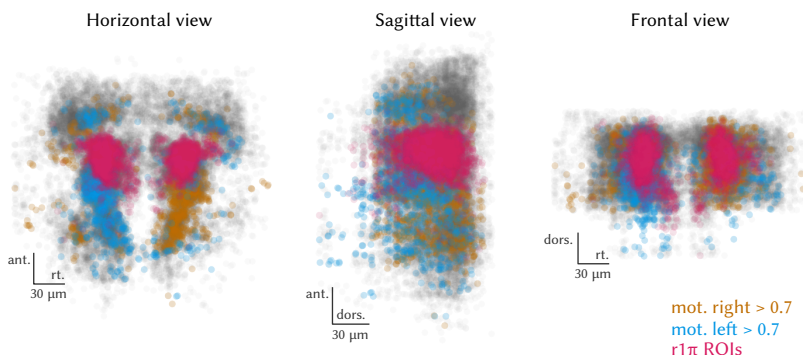 Horizontal view
Sagittal view
Frontal view
ant.
rt.
30 µm
ant.
dors.
30 µm
dors.
rt.
30 µm
mot. right > 0.7
mot. left > 0.7
r1π ROIs